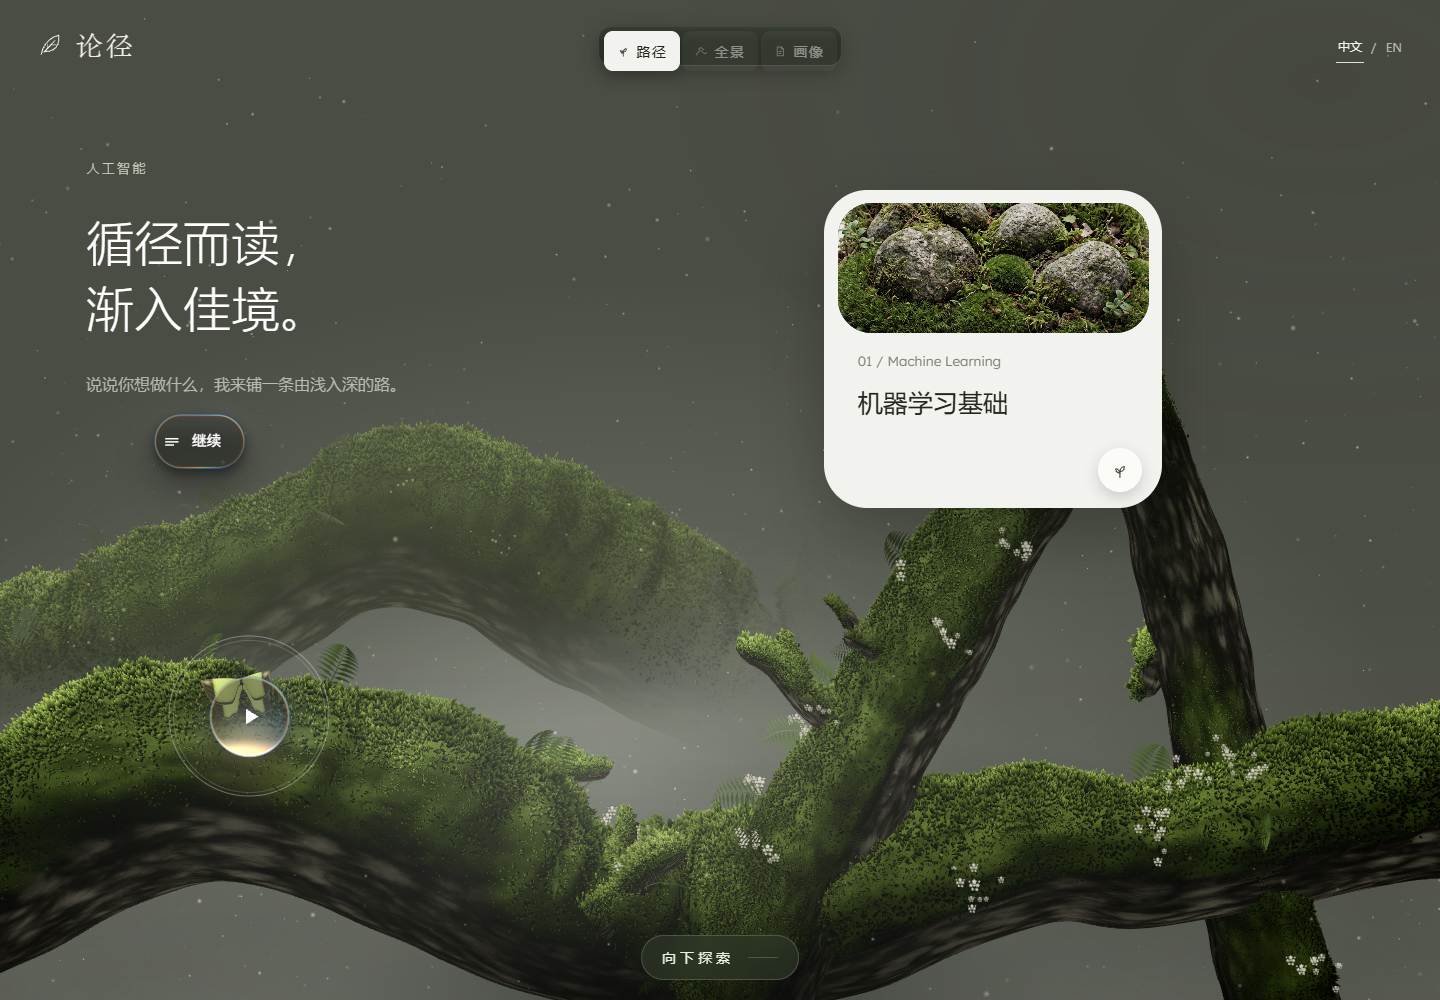 论径
路径
全景
画像
中文 / EN
人工智能
循径而读，
渐入佳境。
说说你想做什么，我来铺一条由浅入深的路。
继续
01 / Machine Learning
机器学习基础
向下探索